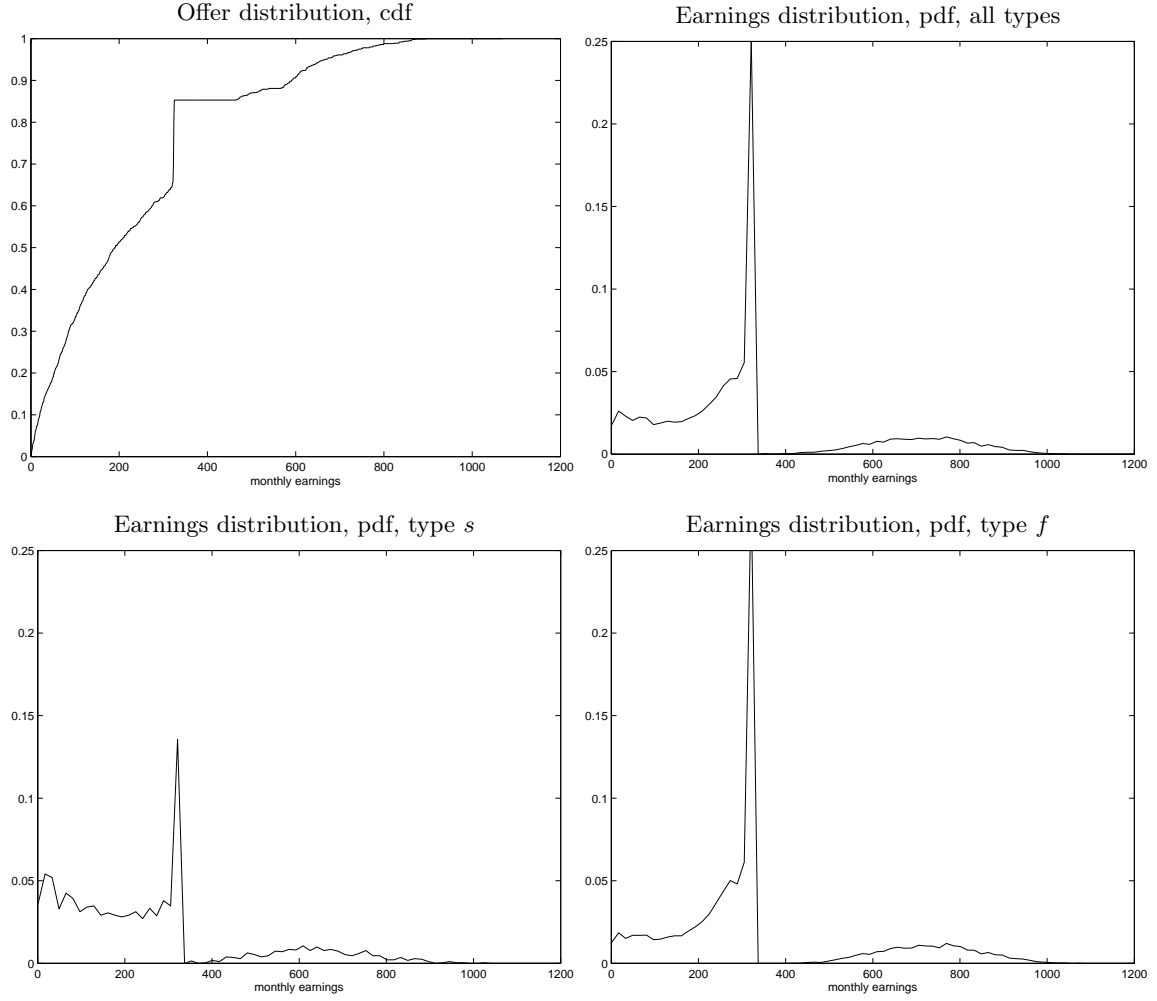 Offer distribution, cdf
1
0.9
0.8
0.7
0.6
0.5
0.4
0.3
0.2
0.1
0
0 200 400 600 800 1000 1200
monthly earnings
Earnings distribution, pdf, all types
0.25
0.2
0.15
0.1
0.05
0
0 200 400 600 800 1000 1200
monthly earnings
Earnings distribution, pdf, type s
0.25
0.2
0.15
0.1
0.05
0
0 200 400 600 800 1000 1200
monthly earnings
Earnings distribution, pdf, type f
0.25
0.2
0.15
0.1
0.05
0
0 200 400 600 800 1000 1200
monthly earnings